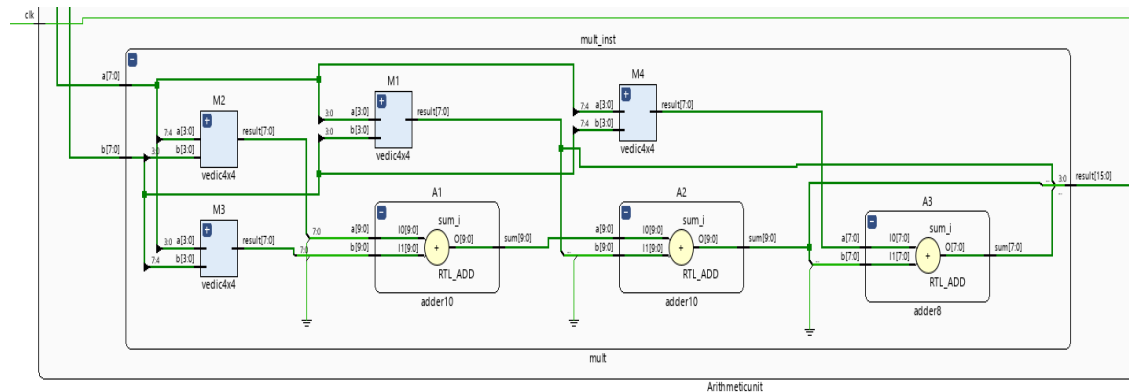 clk
mult_inst
a[7:0]
b[7:0]
M2
7:4 a[3:0]
3:0 b[3:0]
result[7:0]
vedic4x4
M1
3:0 a[3:0]
3:0 b[3:0]
result[7:0]
vedic4x4
M4
7:4 a[3:0]
7:4 b[3:0]
result[7:0]
vedic4x4
M3
3:0 a[3:0]
7:4 b[3:0]
result[7:0]
vedic4x4
A1
7:0 a[9:0]
7:0 b[9:0]
sum_i
I0[9:0]
I1[9:0]
+
O[9:0]
sum[9:0]
RTL_ADD
adder10
A2
a[9:0]
... b[9:0]
sum_i
I0[9:0]
I1[9:0]
+
O[9:0]
sum[9:0]
RTL_ADD
adder10
A3
a[7:0]
... b[7:0]
sum_i
I0[7:0]
I1[7:0]
+
O[7:0]
sum[7:0]
RTL_ADD
adder8
3:0 result[15:0]
mult
Arithmeticunit